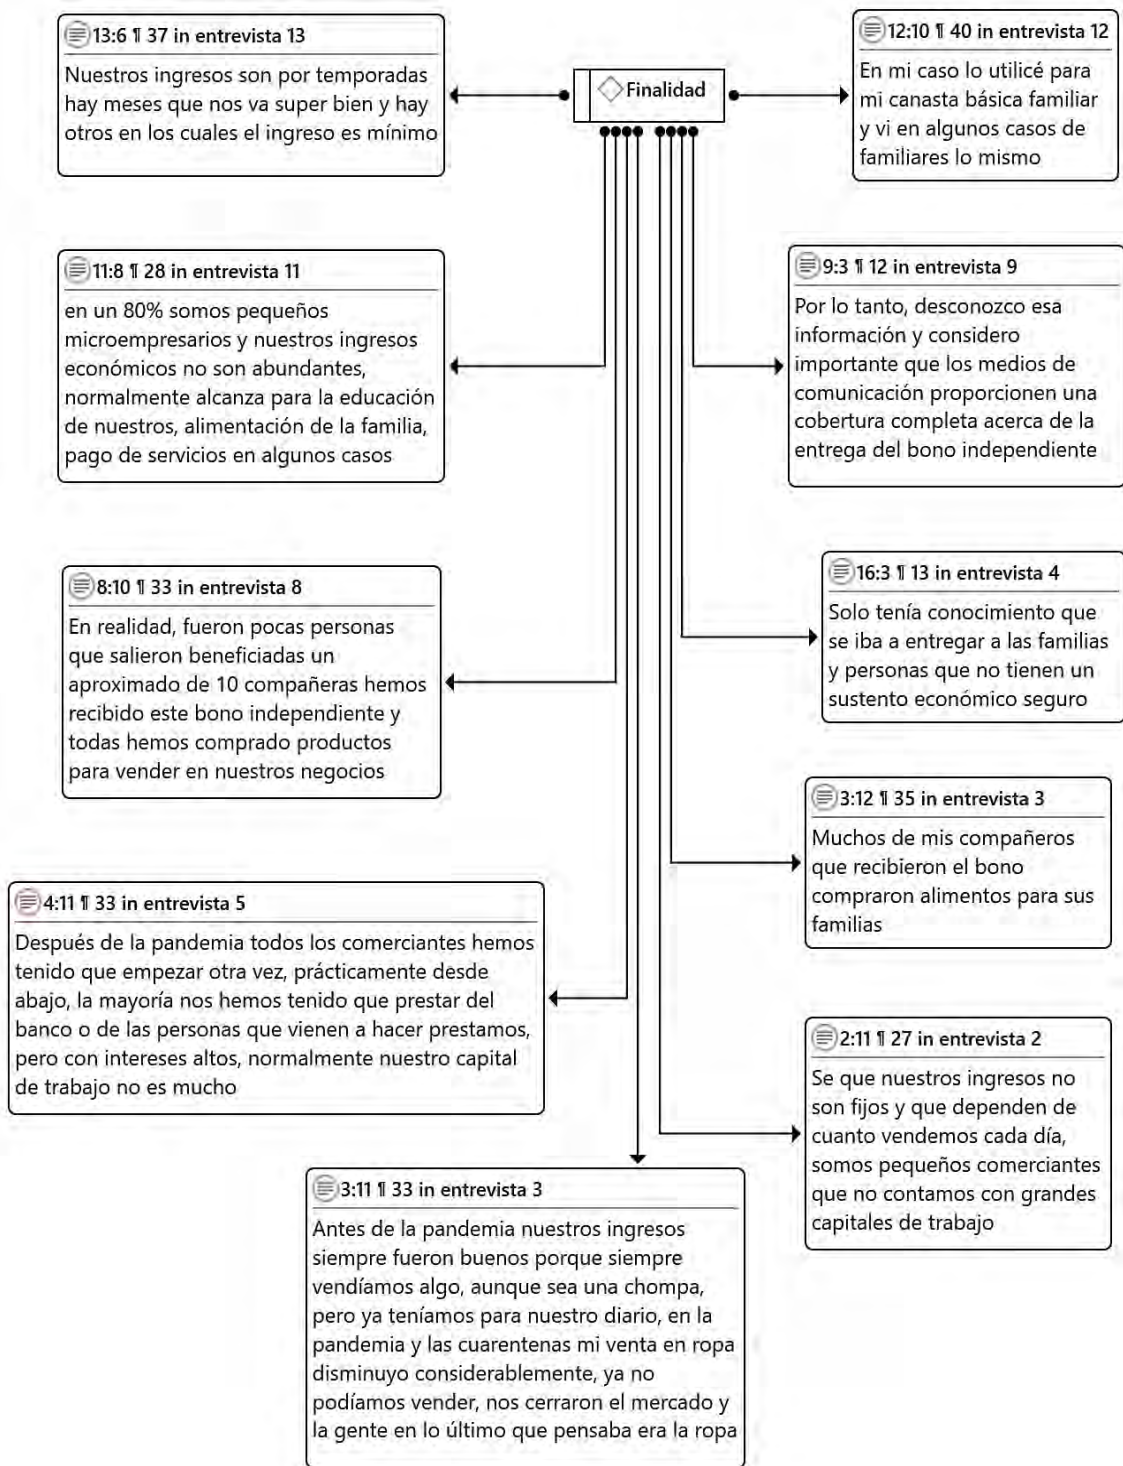 13:6 ¶ 37 in entrevista 13
Nuestros ingresos son por temporadas
hay meses que nos va super bien y hay
otros en los cuales el ingreso es mínimo
Finalidad
12:10 ¶ 40 in entrevista 12
En mi caso lo utilicé para
mi canasta básica familiar
y vi en algunos casos de
familiares lo mismo
11:8 ¶ 28 in entrevista 11
en un 80% somos pequeños
microempresarios y nuestros ingresos
económicos no son abundantes,
normalmente alcanza para la educación
de nuestros, alimentación de la familia,
pago de servicios en algunos casos
9:3 ¶ 12 in entrevista 9
Por lo tanto, desconozco esa
información y considero
importante que los medios de
comunicación proporcionen una
cobertura completa acerca de la
entrega del bono independiente
8:10 ¶ 33 in entrevista 8
En realidad, fueron pocas personas
que salieron beneficiadas un
aproximado de 10 compañeras hemos
recibido este bono independiente y
todas hemos comprado productos
para vender en nuestros negocios
16:3 ¶ 13 in entrevista 4
Solo tenía conocimiento que
se iba a entregar a las familias
y personas que no tienen un
sustento económico seguro
3:12 ¶ 35 in entrevista 3
Muchos de mis compañeros
que recibieron el bono
compraron alimentos para sus
familias
4:11 ¶ 33 in entrevista 5
Después de la pandemia todos los comerciantes hemos
tenido que empezar otra vez, prácticamente desde
abajo, la mayoría nos hemos tenido que prestar del
banco o de las personas que vienen a hacer prestamos,
pero con intereses altos, normalmente nuestro capital
de trabajo no es mucho
2:11 ¶ 27 in entrevista 2
Se que nuestros ingresos no
son fijos y que dependen de
cuanto vendemos cada día,
somos pequeños comerciantes
que no contamos con grandes
capitales de trabajo
3:11 ¶ 33 in entrevista 3
Antes de la pandemia nuestros ingresos
siempre fueron buenos porque siempre
vendíamos algo, aunque sea una chompa,
pero ya teníamos para nuestro diario, en la
pandemia y las cuarentenas mi venta en ropa
disminuyo considerablemente, ya no
podíamos vender, nos cerraron el mercado y
la gente en lo último que pensaba era la ropa